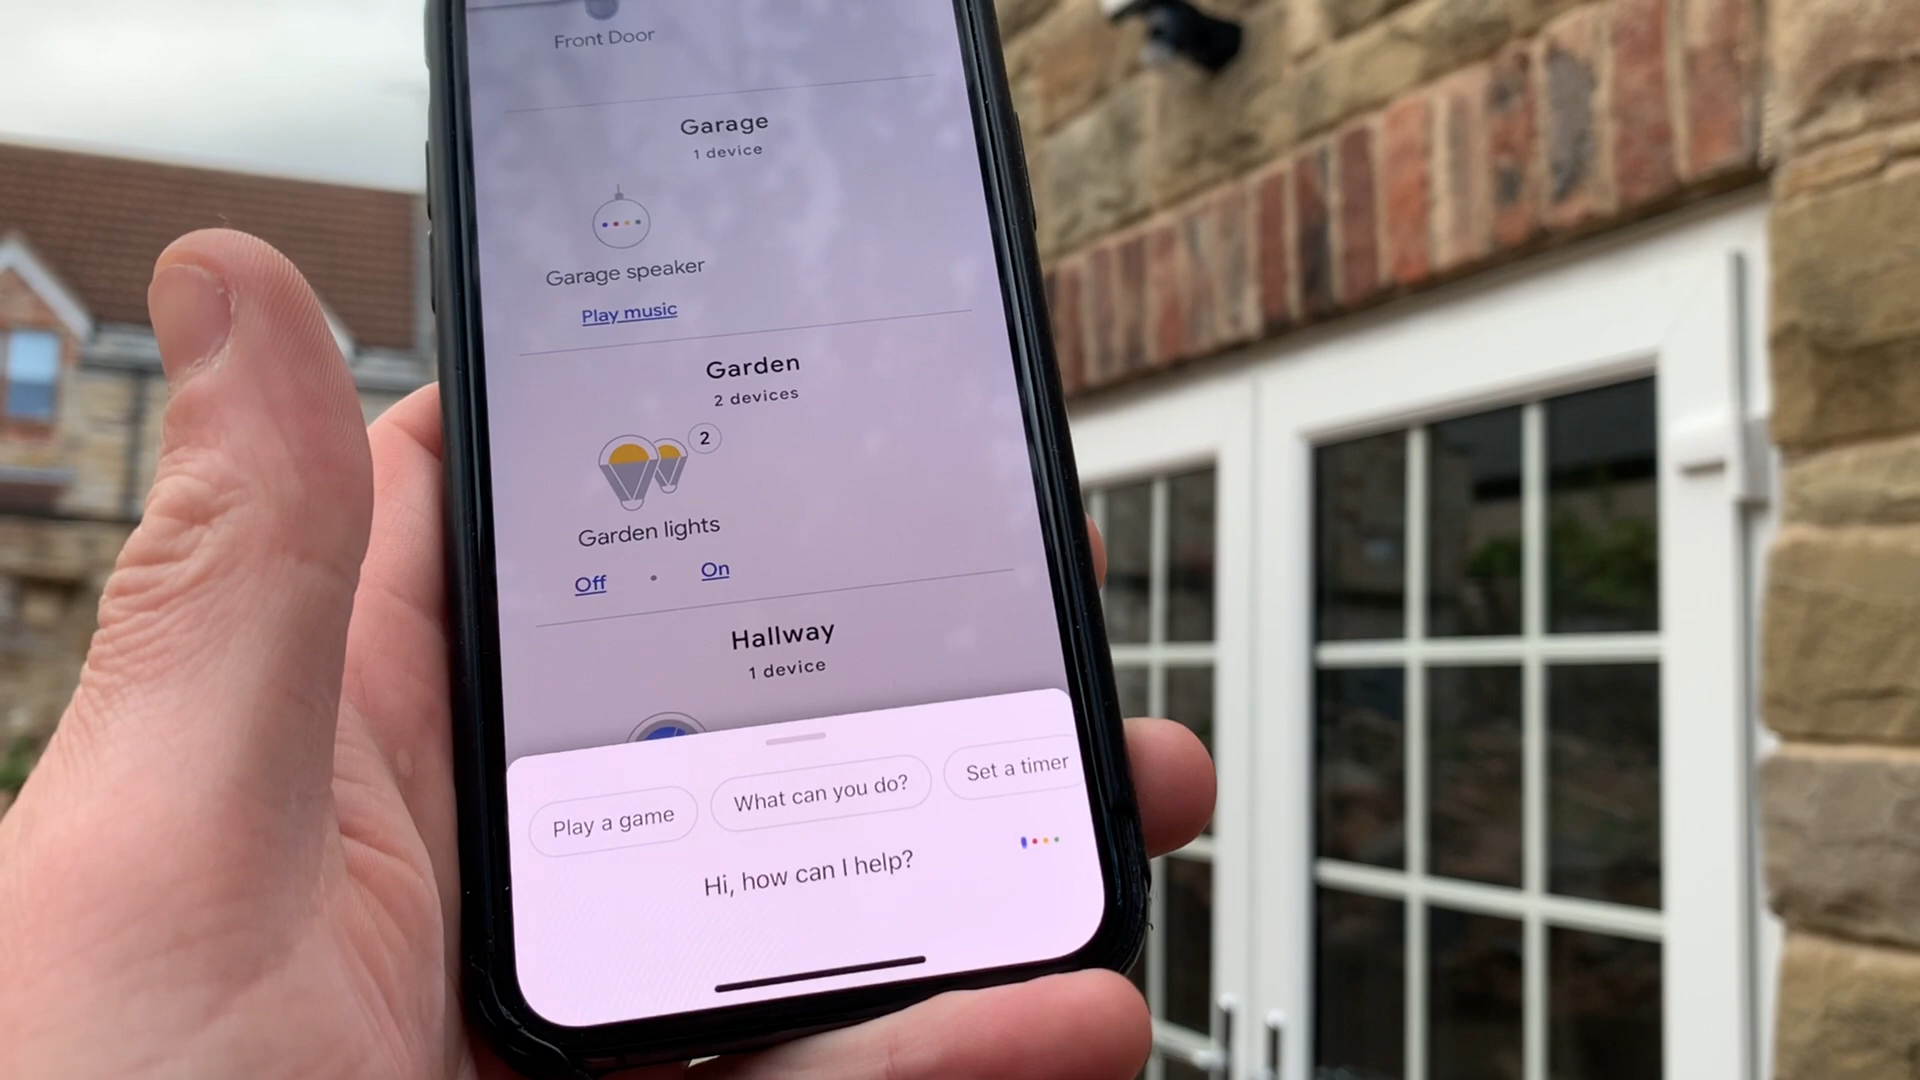 Front Door
Garage
1 device
Garage speaker
Play music
Garden
2 devices
2
Garden lights
Off · On
Hallway
1 device
Play a game
What can you do?
Set a timer
Hi, how can I help?